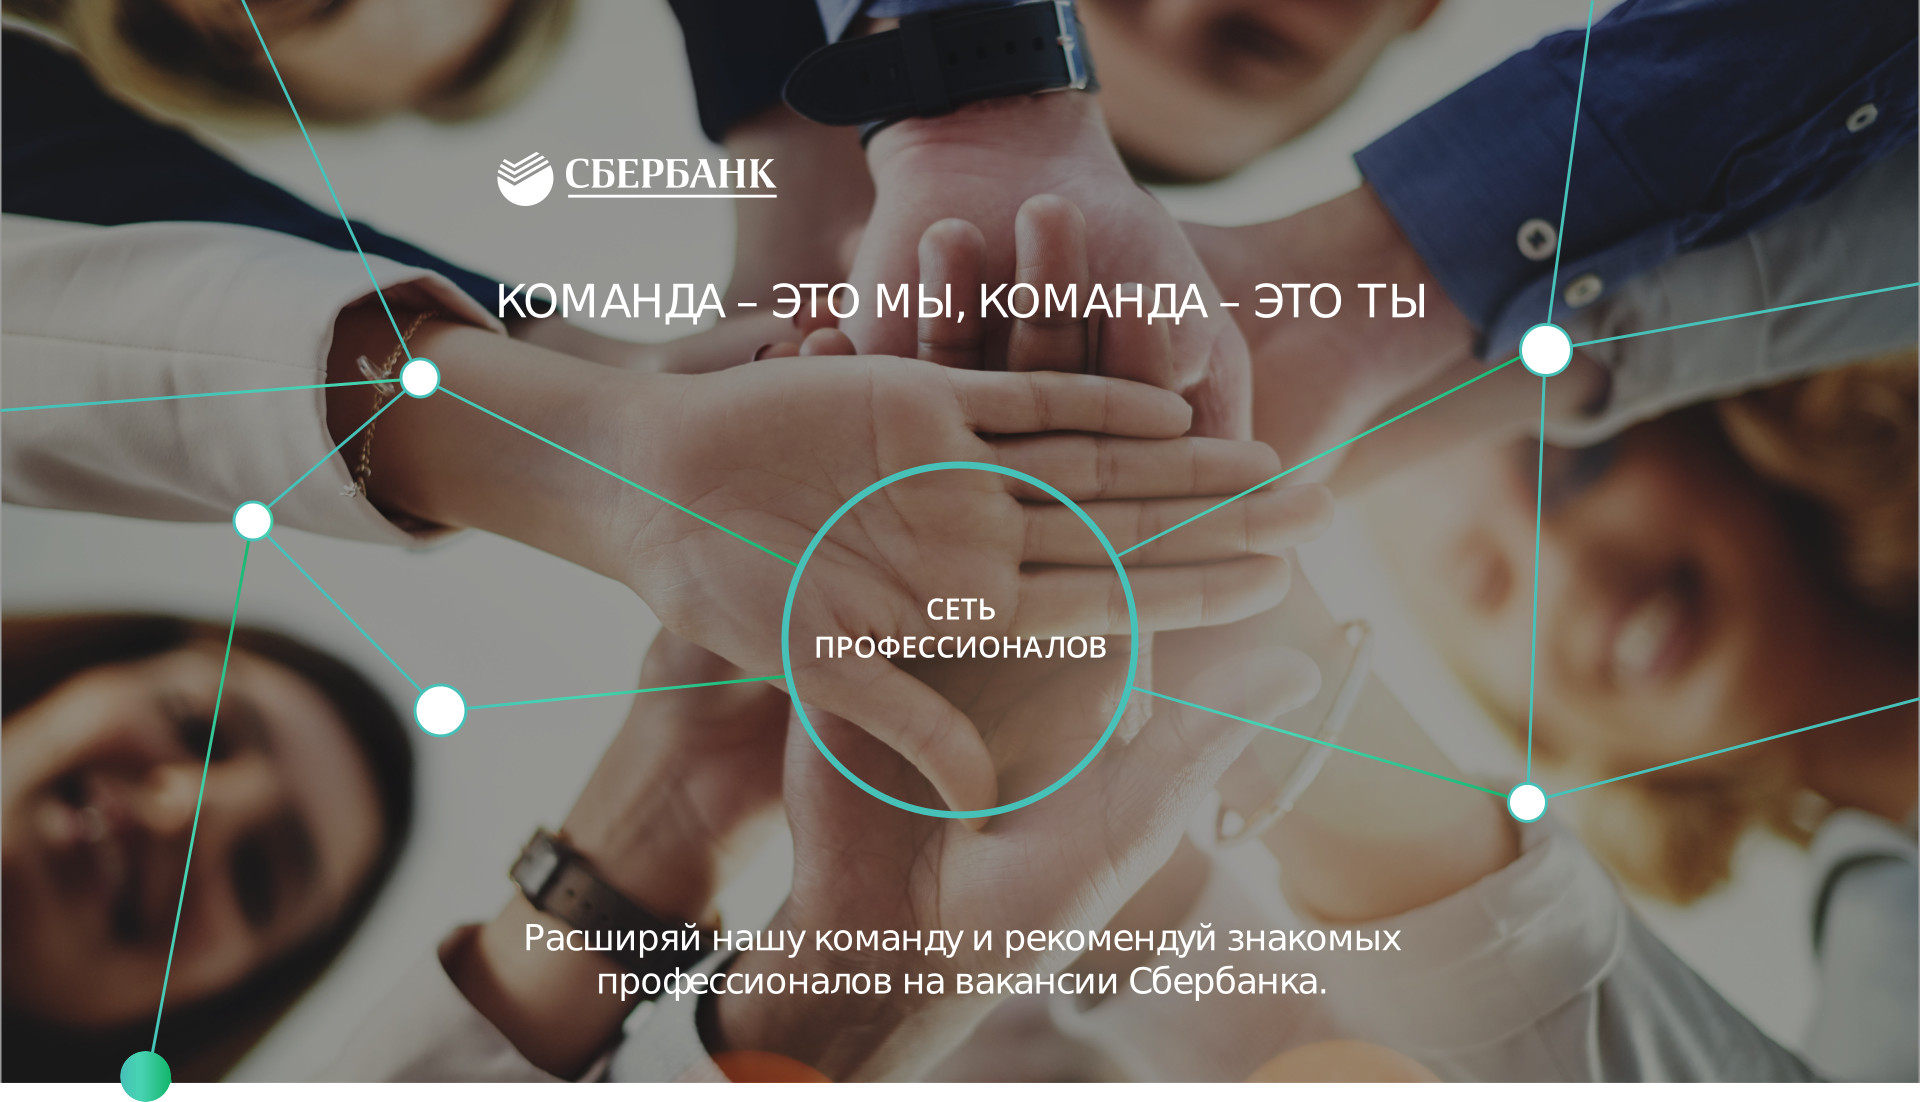 СБЕРБАНК
КОМАНДА – ЭТО МЫ, КОМАНДА – ЭТО ТЫ
СЕТЬ
ПРОФЕССИОНАЛОВ
Расширяй нашу команду и рекомендуй знакомых
профессионалов на вакансии Сбербанка.